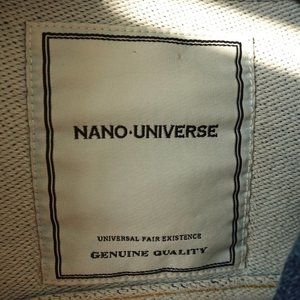 NANO·UNIVERSE
UNIVERSAL FAIR EXISTENCE
GENUINE QUALITY